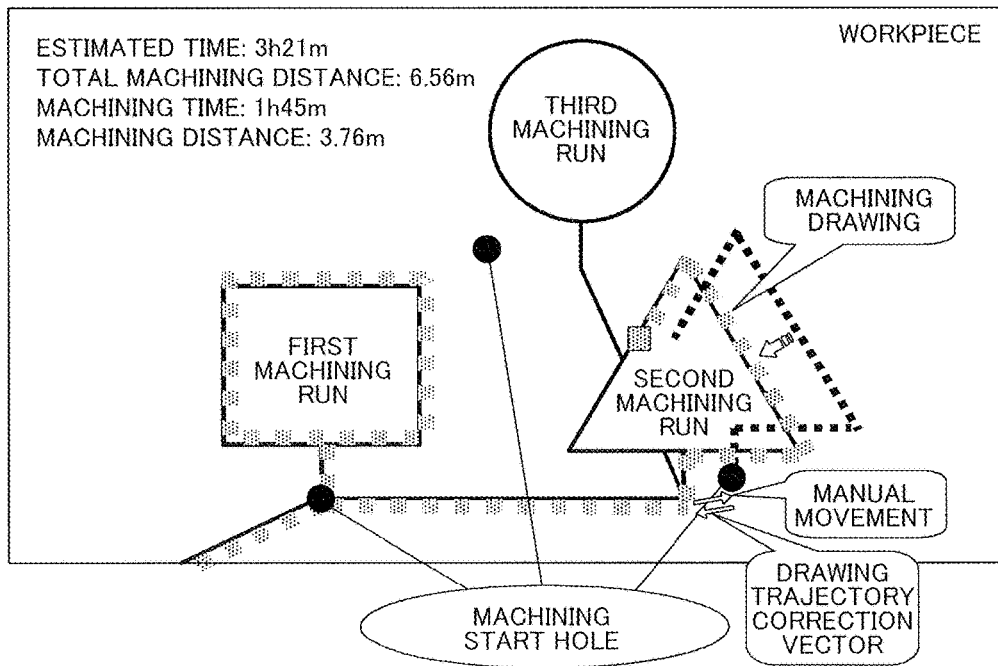 ESTIMATED TIME: 3h21m
TOTAL MACHINING DISTANCE: 6.56m
MACHINING TIME: 1h45m
MACHINING DISTANCE: 3.76m
WORKPIECE
THIRD
MACHINING
RUN
MACHINING
DRAWING
FIRST
MACHINING
RUN
SECOND
MACHINING
RUN
MANUAL
MOVEMENT
DRAWING
TRAJECTORY
CORRECTION
VECTOR
MACHINING
START HOLE